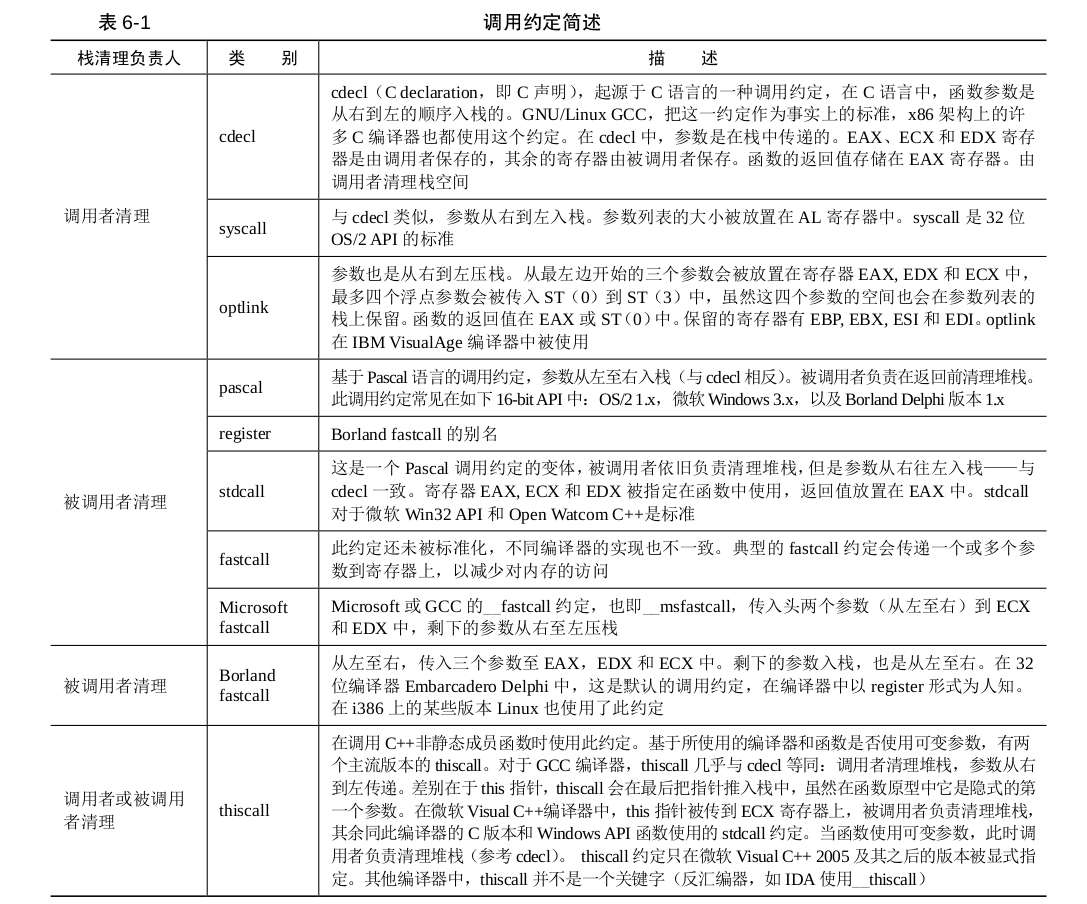 表 6-1 调用约定简述
栈清理负责人 类 别 描 述
调用者清理
cdecl
cdecl（C declaration，即 C 声明），起源于 C 语言的一种调用约定，在 C 语言中，函数参数是
从右到左的顺序入栈的。GNU/Linux GCC，把这一约定作为事实上的标准，x86 架构上的许
多 C 编译器也都使用这个约定。在 cdecl 中，参数是在栈中传递的。EAX、ECX 和 EDX 寄存
器是由调用者保存的，其余的寄存器由被调用者保存。函数的返回值存储在 EAX 寄存器。由
调用者清理栈空间
syscall
与 cdecl 类似，参数从右到左入栈。参数列表的大小被放置在 AL 寄存器中。syscall 是 32 位
OS/2 API 的标准
optlink
参数也是从右到左压栈。从最左边开始的三个参数会被放置在寄存器 EAX, EDX 和 ECX 中，
最多四个浮点参数会被传入 ST（0）到 ST（3）中，虽然这四个参数的空间也会在参数列表的
栈上保留。函数的返回值在 EAX 或 ST（0）中。保留的寄存器有 EBP, EBX, ESI 和 EDI。optlink
在 IBM VisualAge 编译器中被使用
被调用者清理
pascal
基于 Pascal 语言的调用约定，参数从左至右入栈（与 cdecl 相反）。被调用者负责在返回前清理堆栈。
此调用约定常见在如下 16-bit API 中：OS/2 1.x，微软 Windows 3.x，以及 Borland Delphi 版本 1.x
register
Borland fastcall 的别名
stdcall
这是一个 Pascal 调用约定的变体，被调用者依旧负责清理堆栈，但是参数从右往左入栈——与
cdecl 一致。寄存器 EAX, ECX 和 EDX 被指定在函数中使用，返回值放置在 EAX 中。stdcall
对于微软 Win32 API 和 Open Watcom C++是标准
fastcall
此约定还未被标准化，不同编译器的实现也不一致。典型的 fastcall 约定会传递一个或多个参
数到寄存器上，以减少对内存的访问
Microsoft
fastcall
Microsoft 或 GCC 的__fastcall 约定，也即__msfastcall，传入头两个参数（从左至右）到 ECX
和 EDX 中，剩下的参数从右至左压栈
被调用者清理
Borland
fastcall
从左至右，传入三个参数至 EAX，EDX 和 ECX 中。剩下的参数入栈，也是从左至右。在 32
位编译器 Embarcadero Delphi 中，这是默认的调用约定，在编译器中以 register 形式为人知。
在 i386 上的某些版本 Linux 也使用了此约定
调用者或被调用
者清理
thiscall
在调用 C++非静态成员函数时使用此约定。基于所使用的编译器和函数是否使用可变参数，有两
个主流版本的 thiscall。对于 GCC 编译器，thiscall 几乎与 cdecl 等同：调用者清理堆栈，参数从右
到左传递。差别在于 this 指针，thiscall 会在最后把指针推入栈中，虽然在函数原型中它是隐式的第
一个参数。在微软 Visual C++编译器中，this 指针被传到 ECX 寄存器上，被调用者负责清理堆栈，
其余同此编译器的 C 版本和 Windows API 函数使用的 stdcall 约定。当函数使用可变参数，此时调
用者负责清理堆栈（参考 cdecl）。 thiscall 约定只在微软 Visual C++ 2005 及其之后的版本被显式指
定。其他编译器中，thiscall 并不是一个关键字（反汇编器，如 IDA 使用__thiscall）